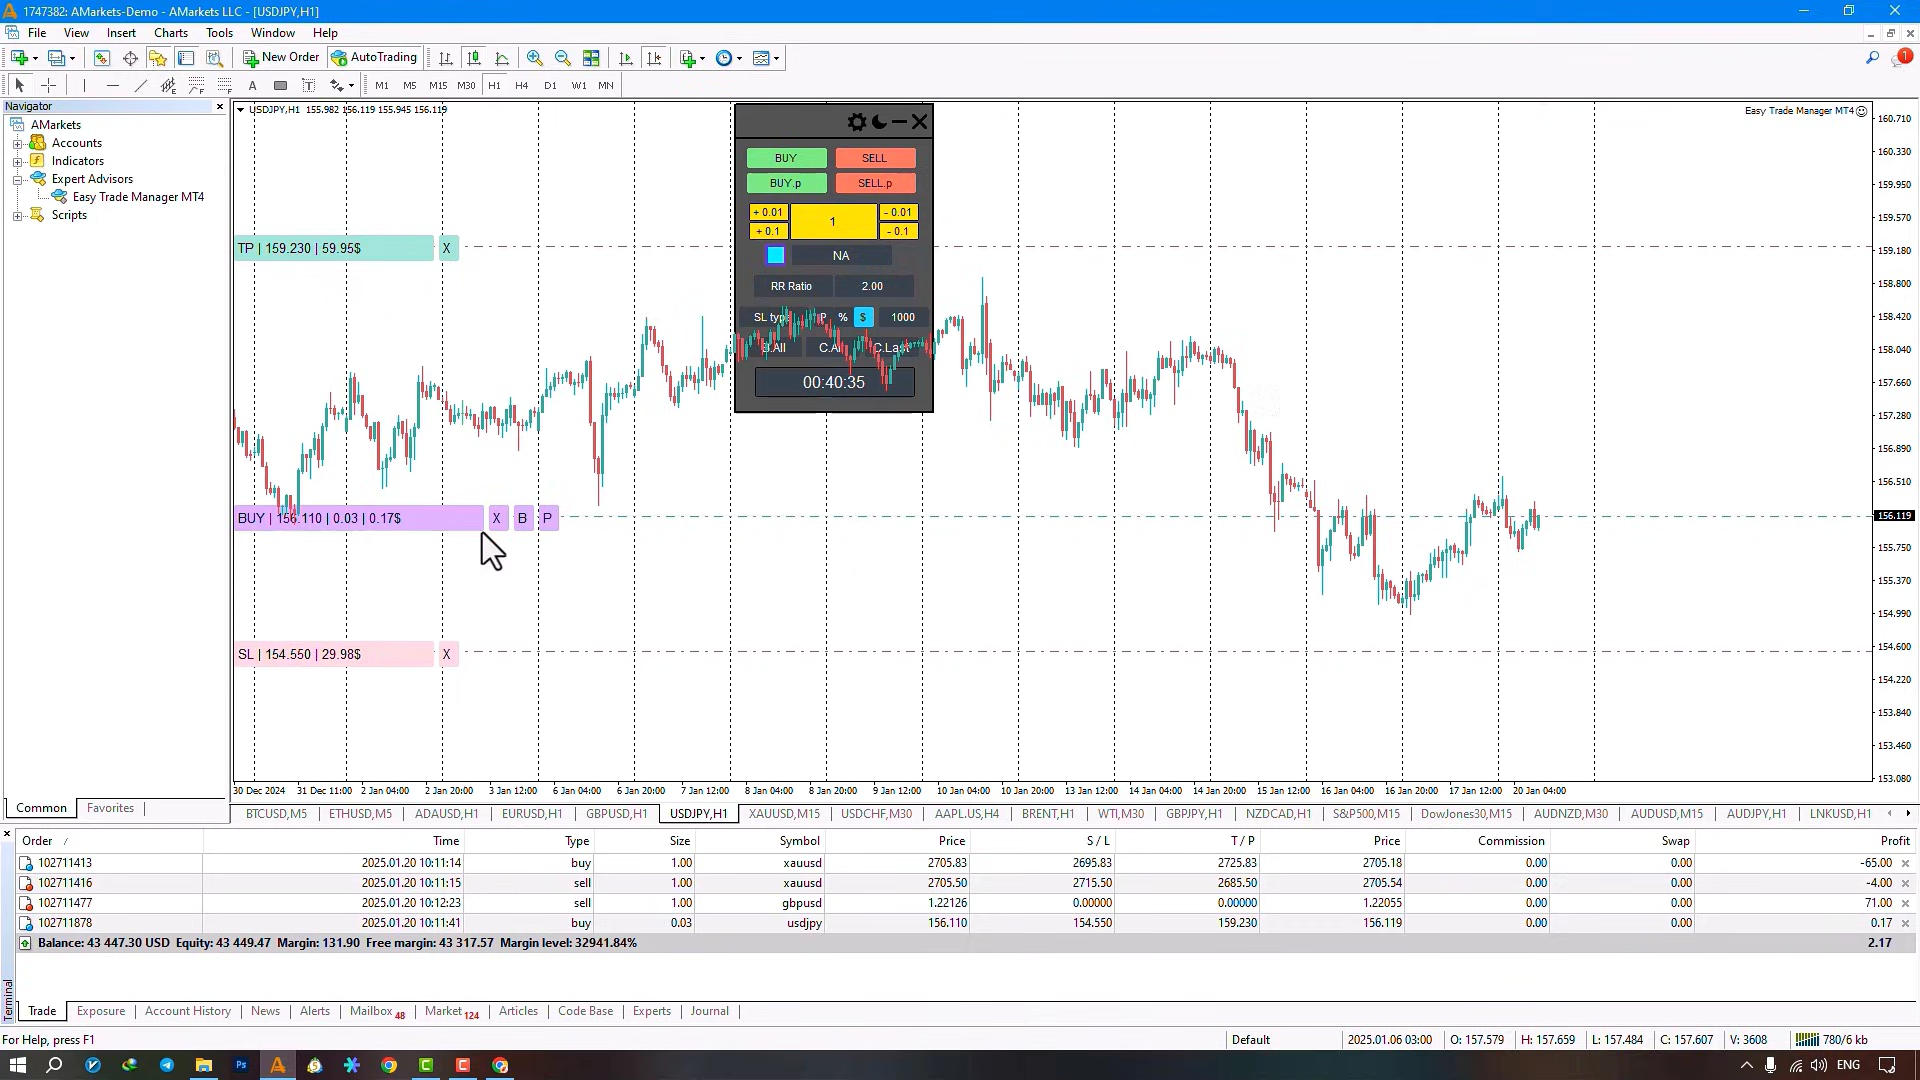 1747382: AMarkets-Demo - AMarkets LLC - [USDJPY,H1]
File View Insert Charts Tools Window Help
New Order AutoTrading
1
A T M1 M5 M15 M30 H1 H4 D1 W1 MN
Navigator
AMarkets
Accounts
Indicators
Expert Advisors
Easy Trade Manager MT4
Scripts
Common Favorites
USDJPY,H1 155.982 156.119 155.945 156.119
Easy Trade Manager MT4
BUY SELL
BUY.p SELL.p
+ 0.01 1 - 0.01
+ 0.1 - 0.1
NA
RR Ratio 2.00
SL type P % $ 1000
C.Last
00:40:35
TP | 159.230 | 59.95$ X
BUY | 156.110 | 0.03 | 0.17$ X B P
SL | 154.550 | 29.98$ X
160.710
160.330
159.950
159.570
159.180
158.800
158.420
158.040
157.660
157.280
156.890
156.510
156.119
155.750
155.370
154.990
154.600
154.220
153.840
153.460
153.080
30 Dec 2024 31 Dec 11:00 2 Jan 04:00 2 Jan 20:00 3 Jan 12:00 6 Jan 04:00 6 Jan 20:00 7 Jan 12:00 8 Jan 04:00 8 Jan 20:00 9 Jan 12:00 10 Jan 04:00 10 Jan 20:00 13 Jan 12:00 14 Jan 04:00 14 Jan 20:00 15 Jan 12:00 16 Jan 04:00 16 Jan 20:00 17 Jan 12:00 20 Jan 04:00
BTCUSD,M5 ETHUSD,M5 ADAUSD,H1 EURUSD,H1 GBPUSD,H1 USDJPY,H1 XAUUSD,M15 USDCHF,M30 AAPL.US,H4 BRENT,H1 WTI,M30 GBPJPY,H1 NZDCAD,H1 S&P500,M15 DowJones30,M15 AUDNZD,M30 AUDUSD,M15 AUDJPY,H1 LNKUSD,H1
Order / Time Type Size Symbol Price S / L T / P Price Commission Swap Profit
102711413 2025.01.20 10:11:14 buy 1.00 xauusd 2705.83 2695.83 2725.83 2705.18 0.00 0.00 -65.00
102711416 2025.01.20 10:11:15 sell 1.00 xauusd 2705.50 2715.50 2685.50 2705.54 0.00 0.00 -4.00
102711477 2025.01.20 10:12:23 sell 1.00 gbpusd 1.22126 0.00000 0.00000 1.22055 0.00 0.00 71.00
102711878 2025.01.20 10:11:41 buy 0.03 usdjpy 156.110 154.550 159.230 156.119 0.00 0.00 0.17
Balance: 43 447.30 USD Equity: 43 449.47 Margin: 131.90 Free margin: 43 317.57 Margin level: 32941.84% 2.17
Terminal
Trade Exposure Account History News Alerts Mailbox 48 Market 124 Articles Code Base Experts Journal
For Help, press F1 Default 2025.01.06 03:00 O: 157.579 H: 157.659 L: 157.484 C: 157.607 V: 3608 780/6 kb
Ps ENG